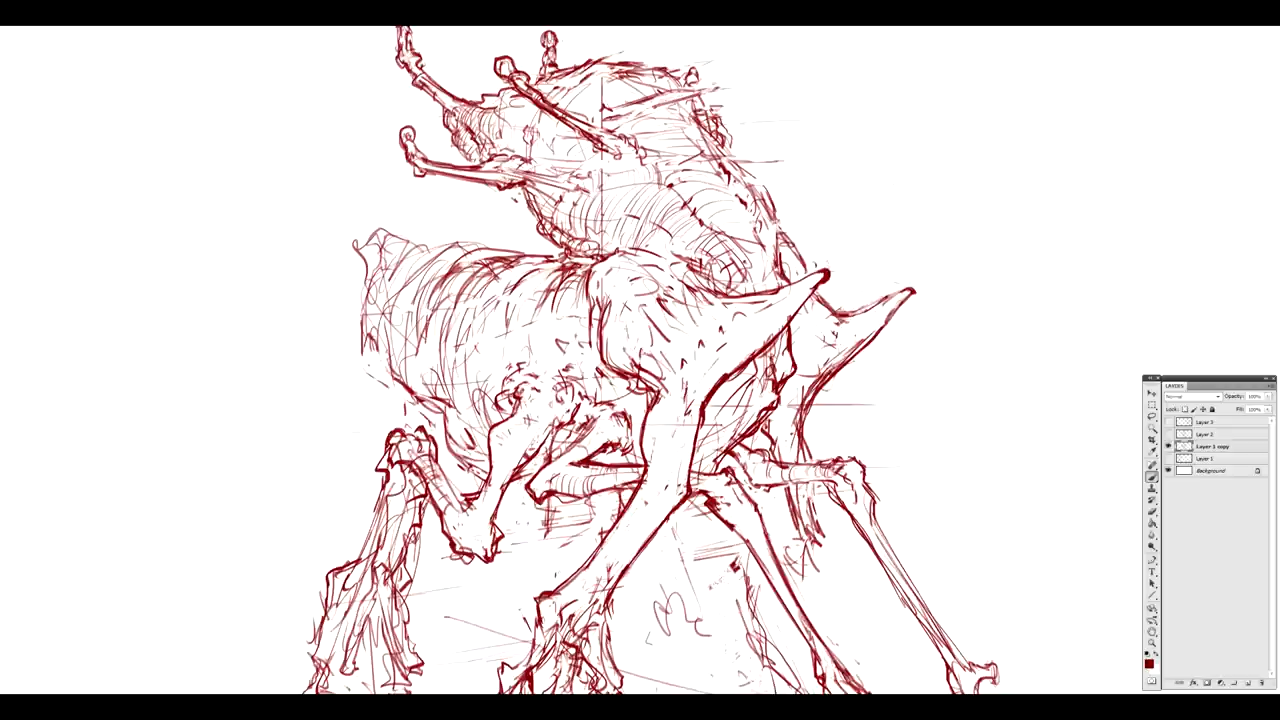 LAYERS
Normal Opacity: 100%
Lock: Fill: 100%
Layer 3
Layer 2
Layer 1 copy
Layer 1
Background